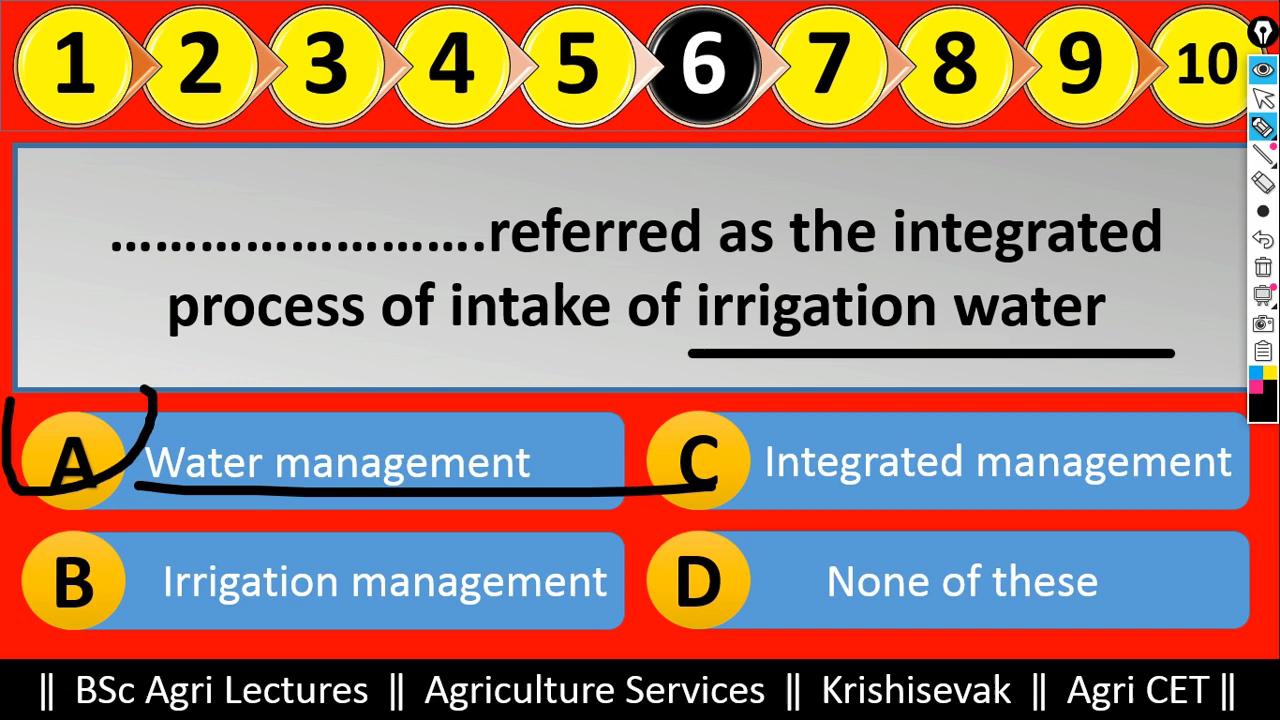 1 2 3 4 5 6 7 8 9 10
........................referred as the integrated
process of intake of irrigation water
A Water management
C Integrated management
B Irrigation management
D None of these
|| BSc Agri Lectures || Agriculture Services || Krishisevak || Agri CET ||